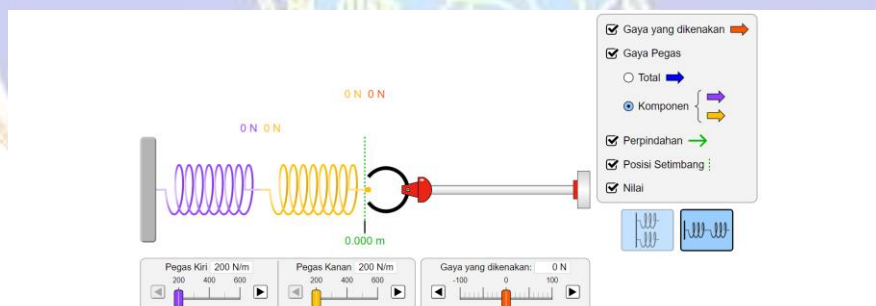 Gaya yang dikenakan
Gaya Pegas
Total
Komponen
Perpindahan
Posisi Setimbang
Nilai
0 N 0 N
0 N 0 N
0.000 m
Pegas Kiri 200 N/m
200 400 600
Pegas Kanan 200 N/m
200 400 600
Gaya yang dikenakan: 0 N
-100 0 100